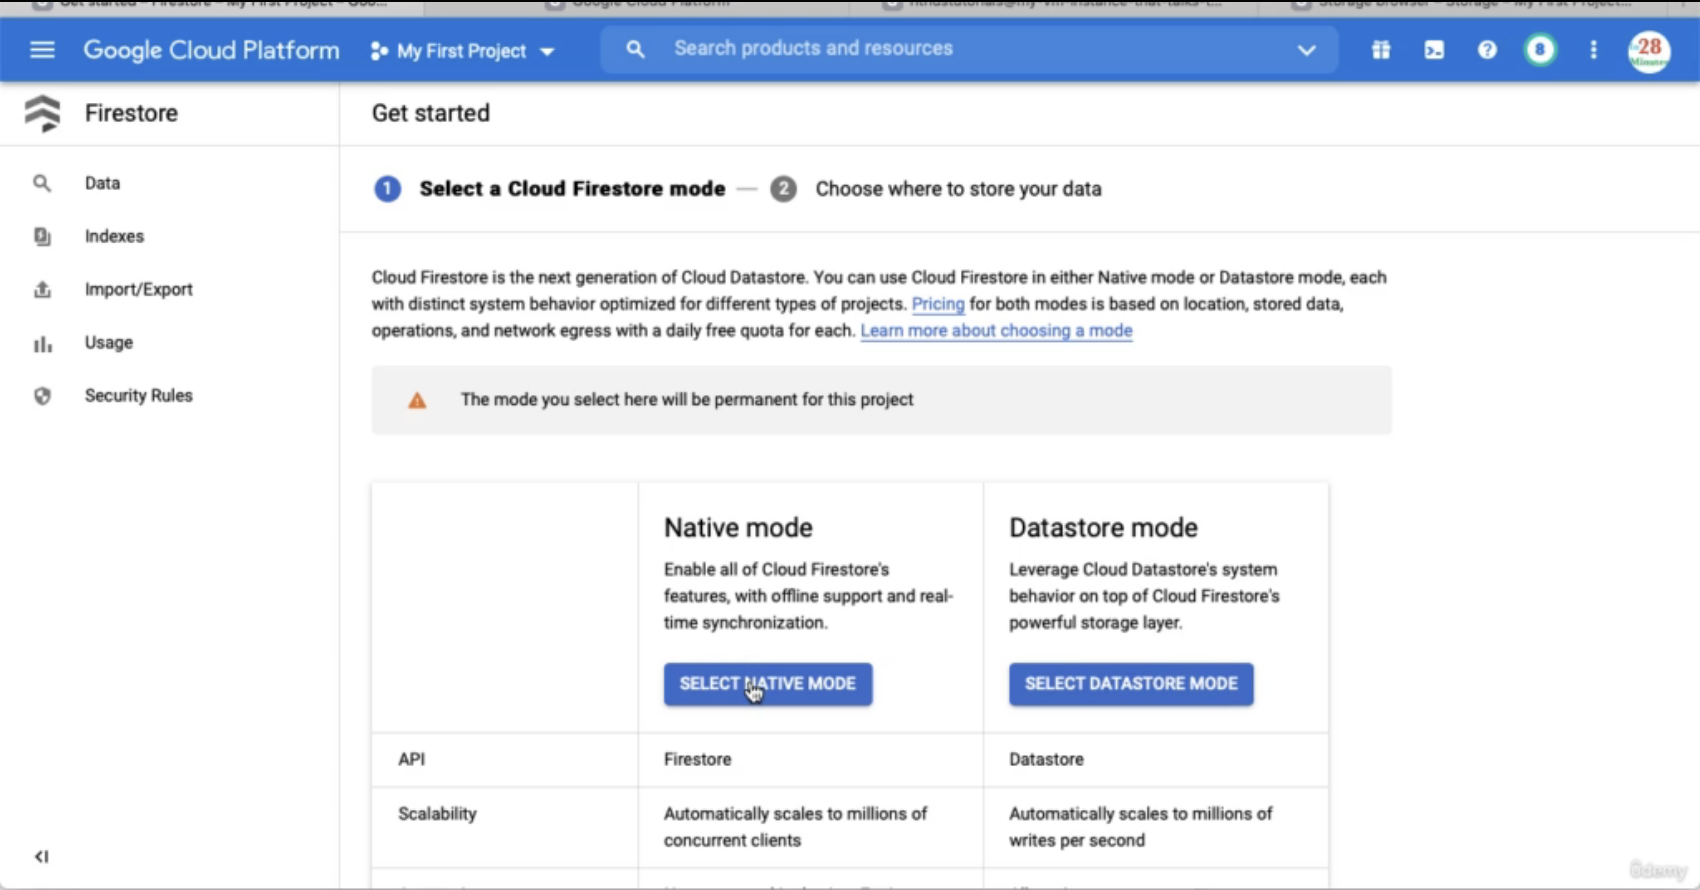 Google Cloud Platform
My First Project
Search products and resources
8
28
Minutes
Firestore
Get started
Data
Indexes
Import/Export
Usage
Security Rules
1 Select a Cloud Firestore mode — 2 Choose where to store your data
Cloud Firestore is the next generation of Cloud Datastore. You can use Cloud Firestore in either Native mode or Datastore mode, each
with distinct system behavior optimized for different types of projects. Pricing for both modes is based on location, stored data,
operations, and network egress with a daily free quota for each. Learn more about choosing a mode
The mode you select here will be permanent for this project
Native mode
Enable all of Cloud Firestore's
features, with offline support and real-
time synchronization.
SELECT NATIVE MODE
Datastore mode
Leverage Cloud Datastore's system
behavior on top of Cloud Firestore's
powerful storage layer.
SELECT DATASTORE MODE
API
Firestore
Datastore
Scalability
Automatically scales to millions of
concurrent clients
Automatically scales to millions of
writes per second
ûdemy